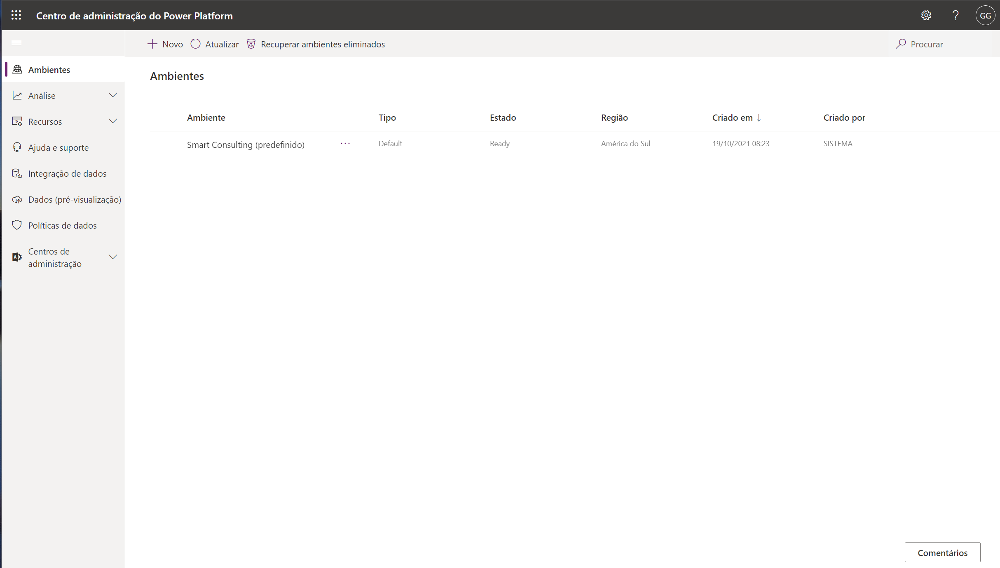 Centro de administração do Power Platform
GG
Novo
Atualizar
Recuperar ambientes eliminados
Procurar
Ambientes
Análise
Recursos
Ajuda e suporte
Integração de dados
Dados (pré-visualização)
Políticas de dados
Centros de
administração
Ambientes
Ambiente Tipo Estado Região Criado em ↓ Criado por
Smart Consulting (predefinido) ... Default Ready América do Sul 19/10/2021 08:23 SISTEMA
Comentários